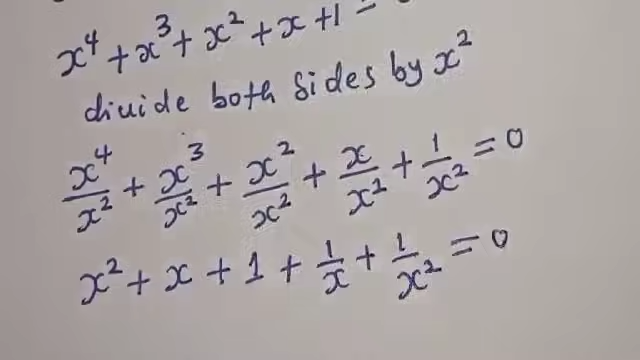 x⁴ + x³ + x² + x + 1 =
divide both sides by x²
x⁴/x² + x³/x² + x²/x² + x/x² + 1/x² = 0
x² + x + 1 + 1/x + 1/x² = 0